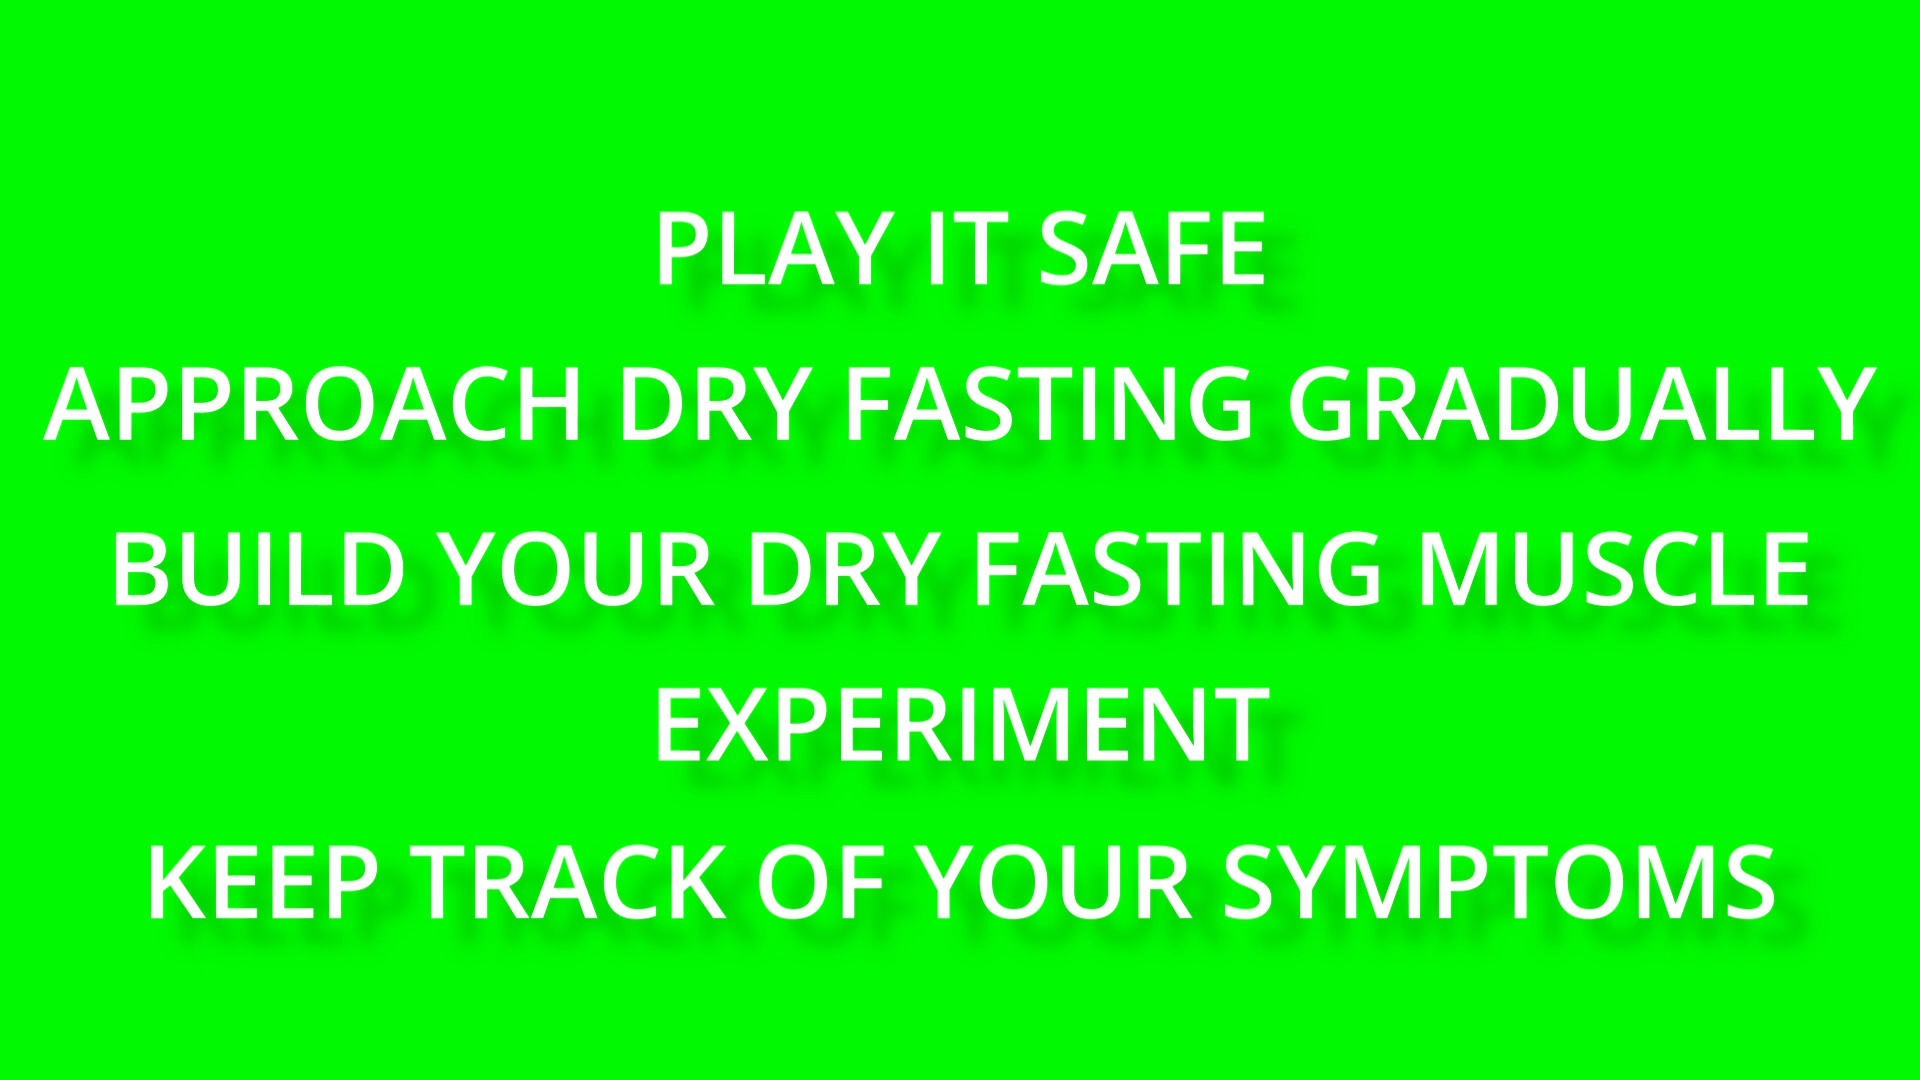 PLAY IT SAFE
APPROACH DRY FASTING GRADUALLY
BUILD YOUR DRY FASTING MUSCLE
EXPERIMENT
KEEP TRACK OF YOUR SYMPTOMS